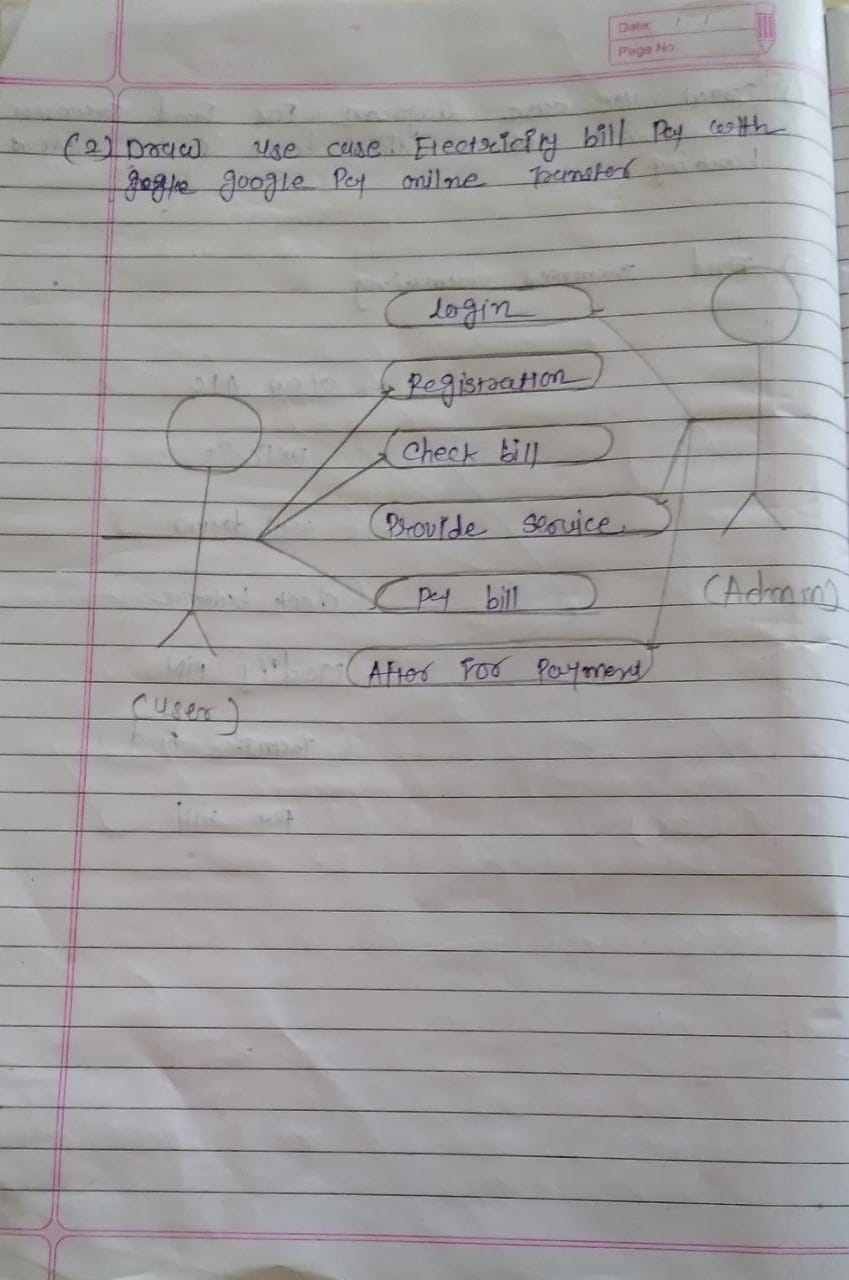 Date: / /
Page No.
(2) Draw use case Electricity bill Pay with
google Pay online Transfer
login
Registration
Check bill
Provide service
Pay bill
(Admin)
After For Payment
(user)